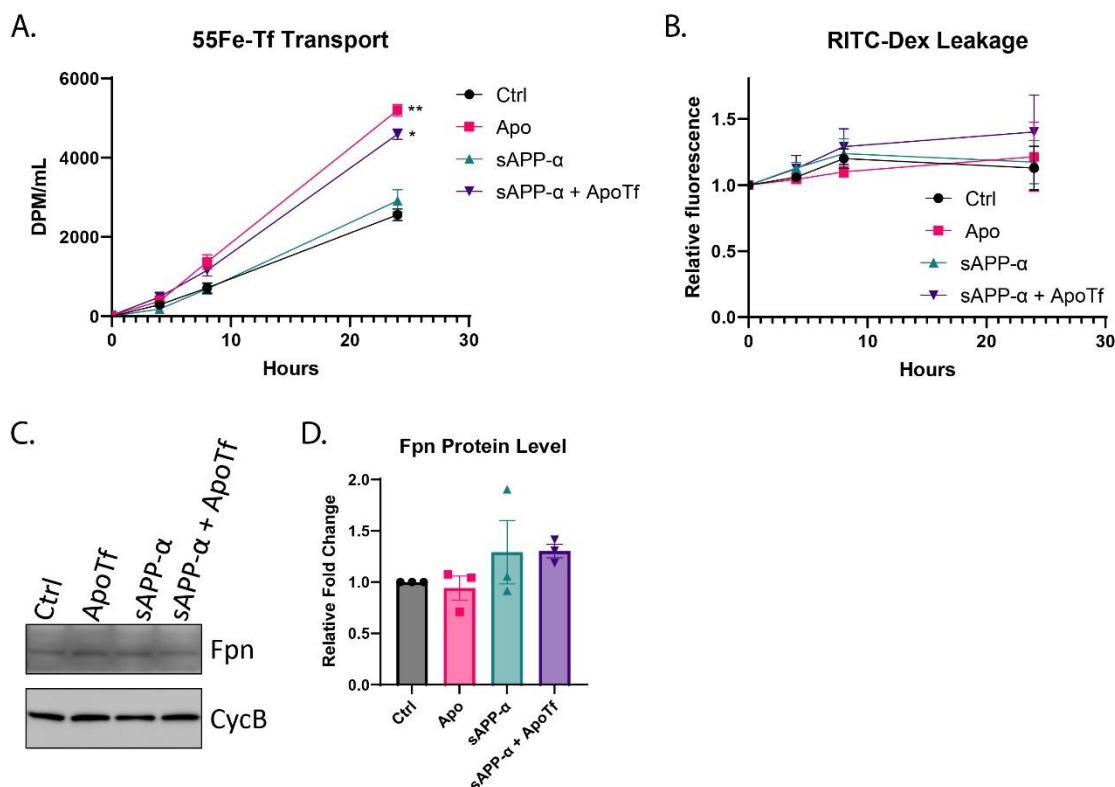 A.
55Fe-Tf Transport
DPM/mL
6000
4000
2000
0
0
10
20
30
Hours
**
*
Ctrl
Apo
sAPP-α
sAPP-α + ApoTf
B.
RITC-Dex Leakage
Relative fluorescence
1.5
1.0
0.5
0.0
0
10
20
30
Hours
Ctrl
Apo
sAPP-α
sAPP-α + ApoTf
C.
Ctrl
ApoTf
sAPP-α
sAPP-α + ApoTf
Fpn
CycB
D.
Fpn Protein Level
Relative Fold Change
2.0
1.5
1.0
0.5
0.0
Ctrl
Apo
sAPP-α
sAPP-α + ApoTf